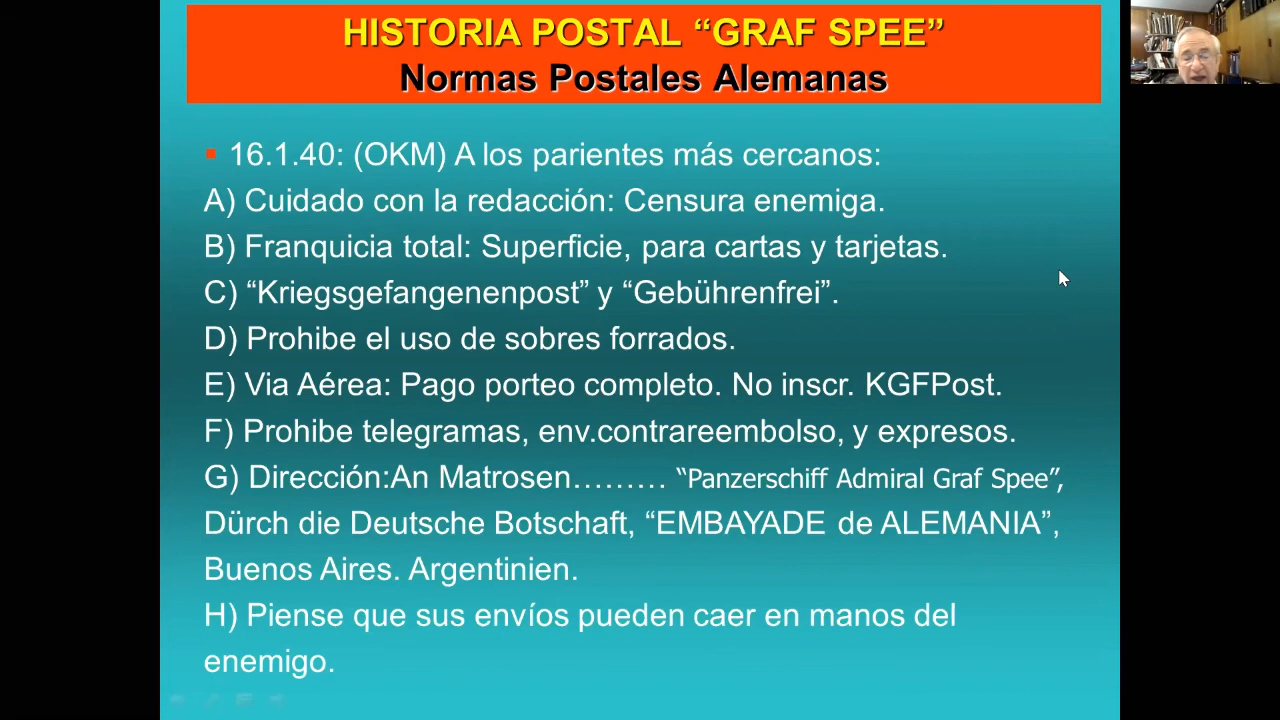 HISTORIA POSTAL “GRAF SPEE”
Normas Postales Alemanas
▪ 16.1.40: (OKM) A los parientes más cercanos:
A) Cuidado con la redacción: Censura enemiga.
B) Franquicia total: Superficie, para cartas y tarjetas.
C) “Kriegsgefangenenpost” y “Gebührenfrei”.
D) Prohibe el uso de sobres forrados.
E) Via Aérea: Pago porteo completo. No inscr. KGFPost.
F) Prohibe telegramas, env.contrareembolso, y expresos.
G) Dirección:An Matrosen……… “Panzerschiff Admiral Graf Spee”,
Dürch die Deutsche Botschaft, “EMBAYADE de ALEMANIA”,
Buenos Aires. Argentinien.
H) Piense que sus envíos pueden caer en manos del
enemigo.